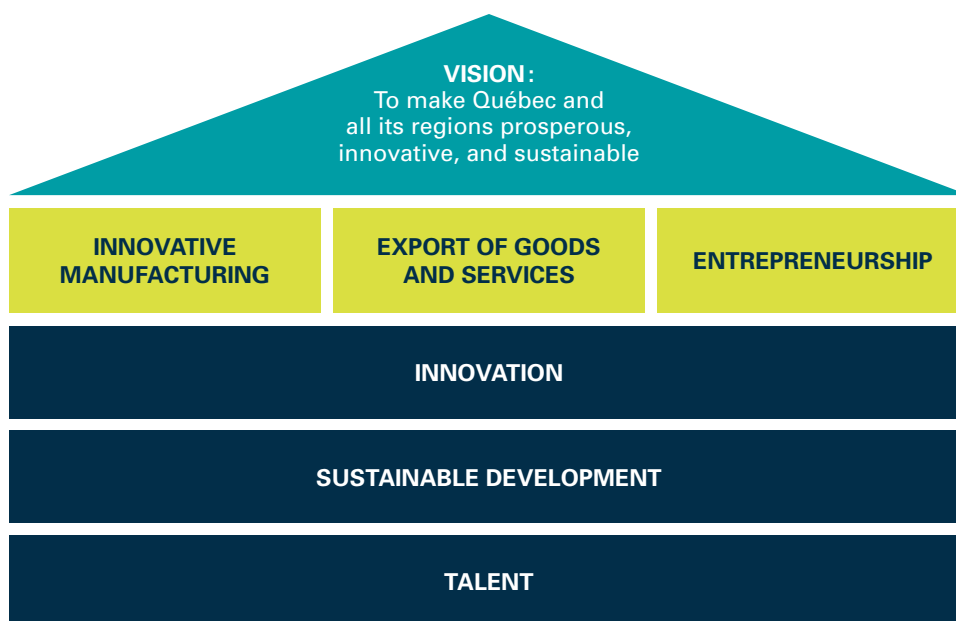 VISION:
To make Québec and
all its regions prosperous,
innovative, and sustainable
INNOVATIVE
MANUFACTURING
EXPORT OF GOODS
AND SERVICES
ENTREPRENEURSHIP
INNOVATION
SUSTAINABLE DEVELOPMENT
TALENT